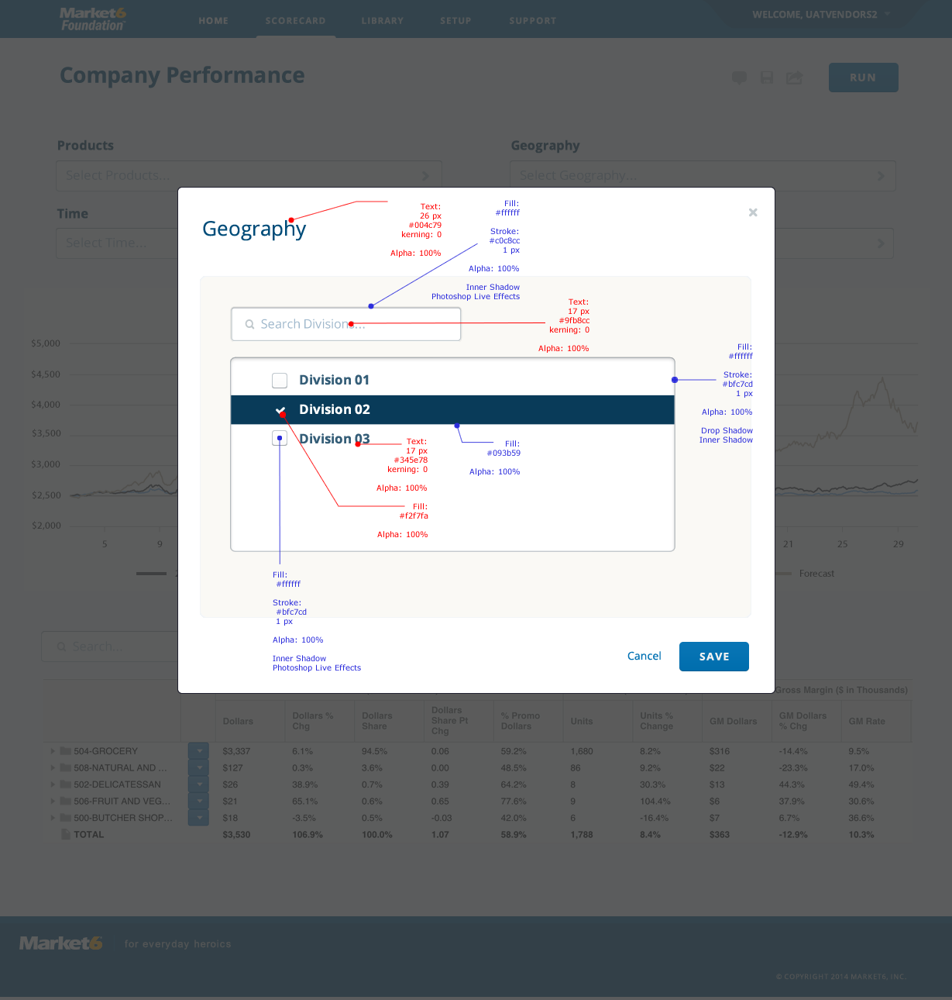 Market6
Foundation™
HOME
SCORECARD
LIBRARY
SETUP
SUPPORT
WELCOME, UATVENDORS2
Company Performance
RUN
Products
Geography
Select Products...
Select Geography...
Time
Select Time...
Geography
Text:
26 px
#004c79
kerning: 0
Alpha: 100%
Fill:
#ffffff
Stroke:
#c0c8cc
1 px
Alpha: 100%
Inner Shadow
Photoshop Live Effects
Search Divisions...
Text:
17 px
#9fb8cc
kerning: 0
Alpha: 100%
Fill:
#ffffff
Stroke:
#bfc7cd
1 px
Alpha: 100%
Drop Shadow
Inner Shadow
Division 01
Division 02
Division 03
Text:
17 px
#345e78
kerning: 0
Alpha: 100%
Fill:
#093b59
Alpha: 100%
Fill:
#f2f7fa
Alpha: 100%
Fill:
#ffffff
Stroke:
#bfc7cd
1 px
Alpha: 100%
Inner Shadow
Photoshop Live Effects
Cancel
SAVE
$5,000
$4,500
$4,000
$3,500
$3,000
$2,500
$2,000
5 9 21 25 29
Forecast
Search...
Gross Margin ($ in Thousands)
Dollars Dollars % Chg Dollars Share Dollars Share Pt Chg % Promo Dollars Units Units % Change GM Dollars GM Dollars % Chg GM Rate
504-GROCERY $3,337 6.1% 94.5% 0.06 59.2% 1,680 8.2% $316 -14.4% 9.5%
508-NATURAL AND ... $127 0.3% 3.6% 0.00 48.5% 86 9.2% $22 -23.3% 17.0%
502-DELICATESSAN $26 38.9% 0.7% 0.39 64.2% 8 30.3% $13 44.3% 49.4%
506-FRUIT AND VEG... $21 65.1% 0.6% 0.65 77.6% 9 104.4% $6 37.9% 30.6%
500-BUTCHER SHOP... $18 -3.5% 0.5% -0.03 42.0% 6 -16.4% $7 6.7% 36.6%
TOTAL $3,530 106.9% 100.0% 1.07 58.9% 1,788 8.4% $363 -12.9% 10.3%
Market6
for everyday heroics
© COPYRIGHT 2014 MARKET6, INC.